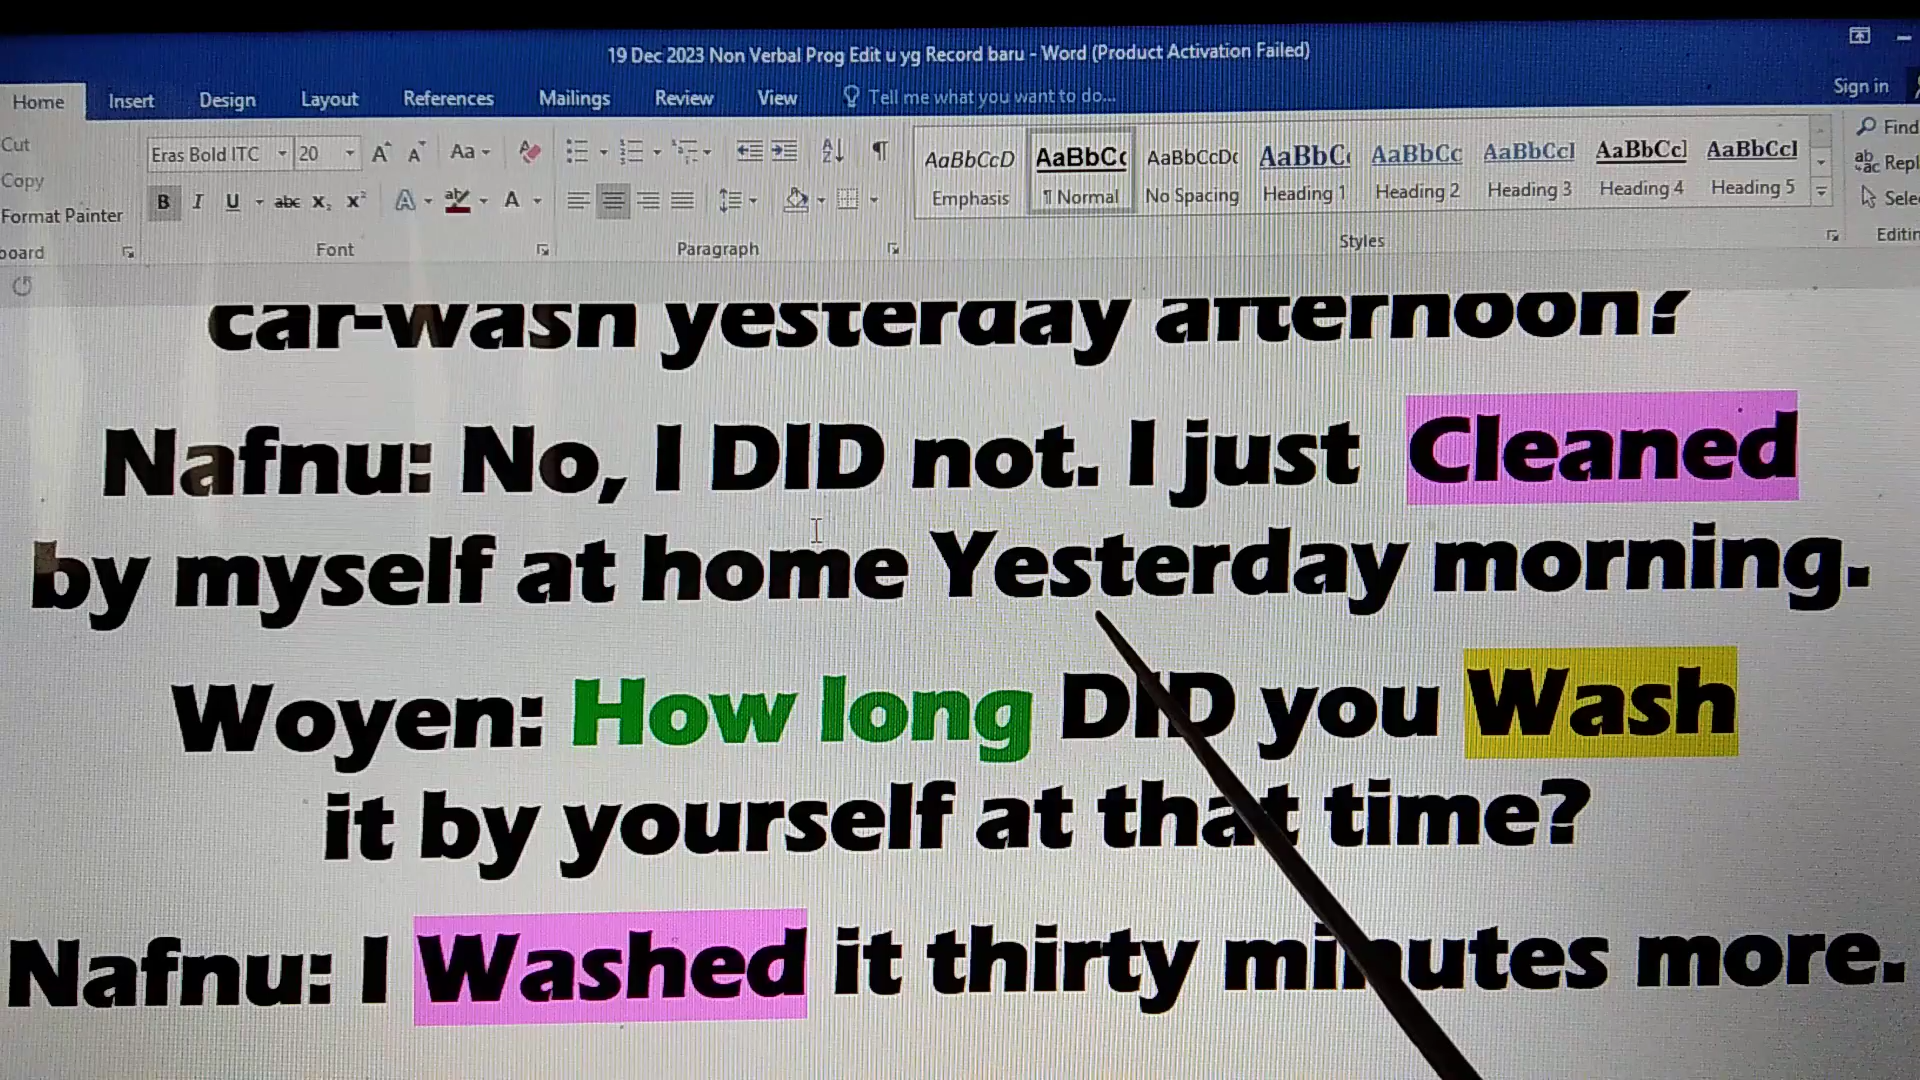 19 Dec 2023 Non Verbal Prog Edit u yg Record baru - Word (Product Activation Failed)
Sign in
Home Insert Design Layout References Mailings Review View Tell me what you want to do...
Cut
Copy
Format Painter
Eras Bold ITC 20
Font
Paragraph
AaBbCcD AaBbCc AaBbCcDc AaBbC AaBbCc AaBbCcI AaBbCcI AaBbCcI
Emphasis ¶ Normal No Spacing Heading 1 Heading 2 Heading 3 Heading 4 Heading 5
Styles
Find
car-wash yesterday afternoon?
Nafnu: No, I DID not. I just Cleaned
by myself at home Yesterday morning.
Woyen: How long DID you Wash
it by yourself at that time?
Nafnu: I Washed it thirty minutes more.